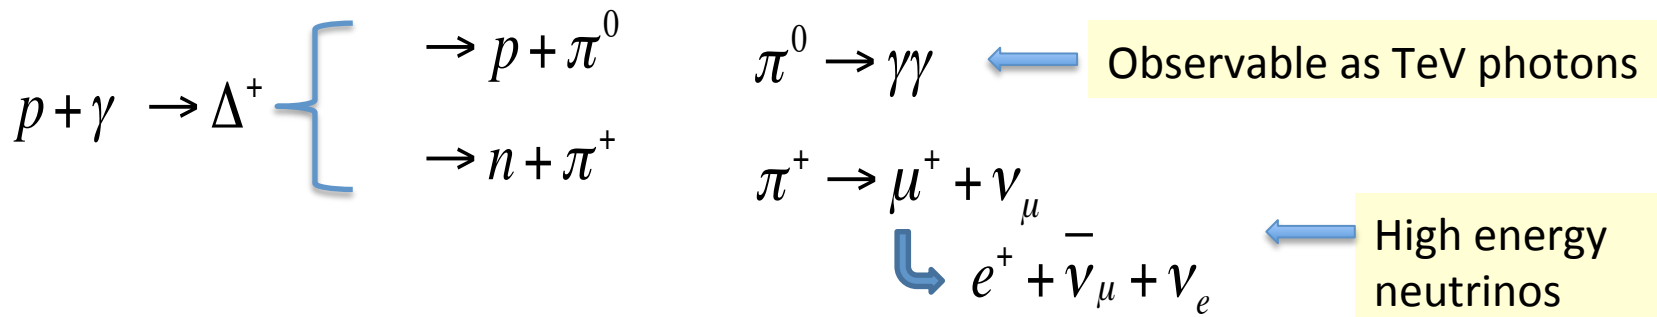 p + γ → Δ⁺
→ p + π⁰
→ n + π⁺
π⁰ → γγ
Observable as TeV photons
π⁺ → μ⁺ + ν_μ
e⁺ + ν̅_μ + ν_e
High energy
neutrinos